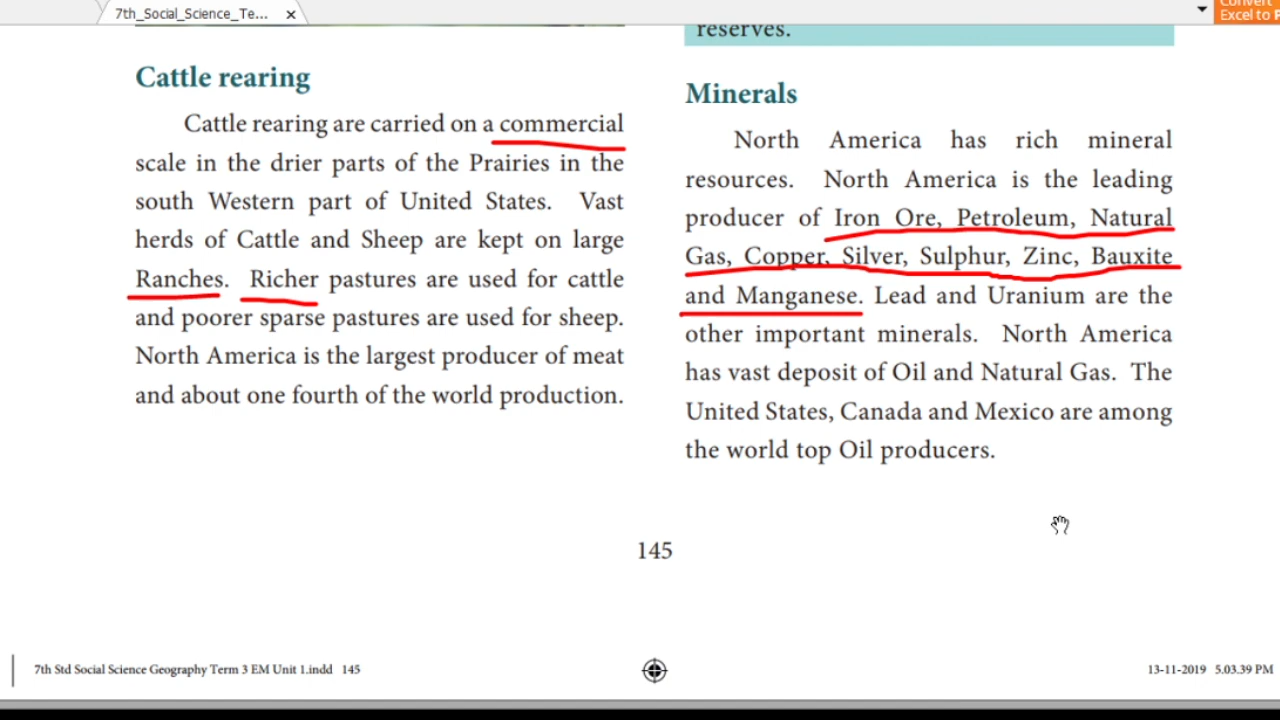 7th_Social_Science_Te...
Convert
Excel to
reserves.
Cattle rearing
Cattle rearing are carried on a commercial
scale in the drier parts of the Prairies in the
south Western part of United States. Vast
herds of Cattle and Sheep are kept on large
Ranches. Richer pastures are used for cattle
and poorer sparse pastures are used for sheep.
North America is the largest producer of meat
and about one fourth of the world production.
Minerals
North America has rich mineral
resources. North America is the leading
producer of Iron Ore, Petroleum, Natural
Gas, Copper, Silver, Sulphur, Zinc, Bauxite
and Manganese. Lead and Uranium are the
other important minerals. North America
has vast deposit of Oil and Natural Gas. The
United States, Canada and Mexico are among
the world top Oil producers.
145
7th Std Social Science Geography Term 3 EM Unit 1.indd 145
13-11-2019 5.03.39 PM